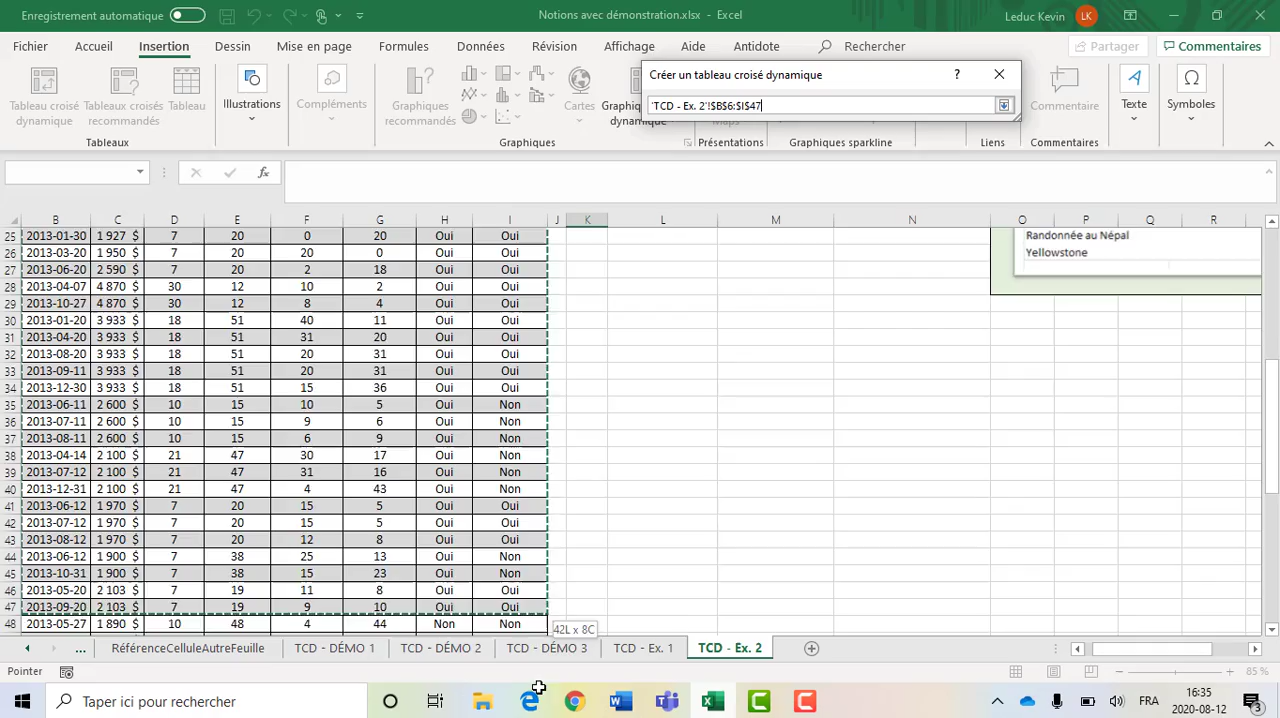 Enregistrement automatique
Notions avec démonstration.xlsx - Excel
Leduc Kevin LK
Fichier Accueil Insertion Dessin Mise en page Formules Données Révision Affichage Aide Antidote Rechercher Partager Commentaires
Créer un tableau croisé dynamique ?
'TCD - Ex. 2'!$B$6:$I$47
Tableau croisé dynamique
Tableaux croisés recommandés
Tableau
Illustrations
Compléments
Graphiques recommandés
Cartes
Graphique dynamique
Maps
Commentaire
Texte
Symboles
Tableaux Graphiques Présentations Graphiques sparkline Liens Commentaires
fx
B C D E F G H I J K L M N O P Q R
25 2013-01-30 1 927 $ 7 20 0 20 Oui Oui Randonnée au Népal
26 2013-03-20 1 950 $ 7 20 20 0 Oui Oui Yellowstone
27 2013-06-20 2 590 $ 7 20 2 18 Oui Oui
28 2013-04-07 4 870 $ 30 12 10 2 Oui Oui
29 2013-10-27 4 870 $ 30 12 8 4 Oui Oui
30 2013-01-20 3 933 $ 18 51 40 11 Oui Oui
31 2013-04-20 3 933 $ 18 51 31 20 Oui Oui
32 2013-08-20 3 933 $ 18 51 20 31 Oui Oui
33 2013-09-11 3 933 $ 18 51 20 31 Oui Oui
34 2013-12-30 3 933 $ 18 51 15 36 Oui Oui
35 2013-06-11 2 600 $ 10 15 10 5 Oui Non
36 2013-07-11 2 600 $ 10 15 9 6 Oui Non
37 2013-08-11 2 600 $ 10 15 6 9 Oui Non
38 2013-04-14 2 100 $ 21 47 30 17 Oui Non
39 2013-07-12 2 100 $ 21 47 31 16 Oui Non
40 2013-12-31 2 100 $ 21 47 4 43 Oui Non
41 2013-06-12 1 970 $ 7 20 15 5 Oui Oui
42 2013-07-12 1 970 $ 7 20 15 5 Oui Oui
43 2013-08-12 1 970 $ 7 20 12 8 Oui Oui
44 2013-06-12 1 900 $ 7 38 25 13 Oui Non
45 2013-10-31 1 900 $ 7 38 15 23 Oui Non
46 2013-05-20 2 103 $ 7 19 11 8 Oui Oui
47 2013-09-20 2 103 $ 7 19 9 10 Oui Oui
48 2013-05-27 1 890 $ 10 48 4 44 Non Non
42L x 8C
... RéférenceCelluleAutreFeuille TCD - DÉMO 1 TCD - DÉMO 2 TCD - DÉMO 3 TCD - Ex. 1 TCD - Ex. 2
Pointer 85 %
Taper ici pour rechercher
FRA
16:35
2020-08-12
3